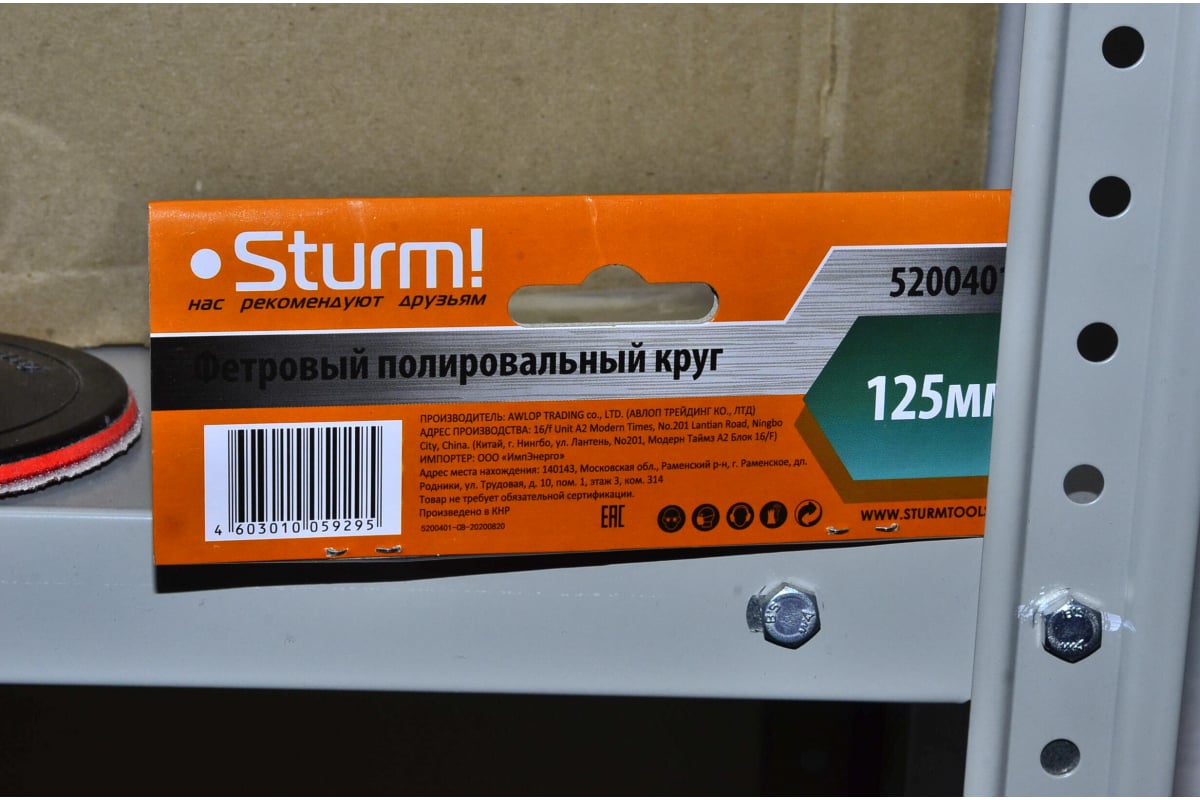 Sturm!
нас рекомендуют друзьям
5200401
Фетровый полировальный круг
125мм
ПРОИЗВОДИТЕЛЬ: AWLOP TRADING co., LTD. (АВЛОП ТРЕЙДИНГ КО., ЛТД)
АДРЕС ПРОИЗВОДСТВА: 16/f Unit A2 Modern Times, No.201 Lantian Road, Ningbo
City, China. (Китай, г. Нингбо, ул. Лантень, No201, Модерн Таймз А2 Блок 16/F)
ИМПОРТЕР: ООО «ИмпЭнерго»
Адрес места нахождения: 140143, Московская обл., Раменский р-н, г. Раменское, дп.
Родники, ул. Трудовая, д. 10, пом. 1, этаж 3, ком. 314
Товар не требует обязательной сертификации.
Произведено в КНР
5200401-СВ-20200820
4 603010 059295
EAC
WWW.STURMTOOLS